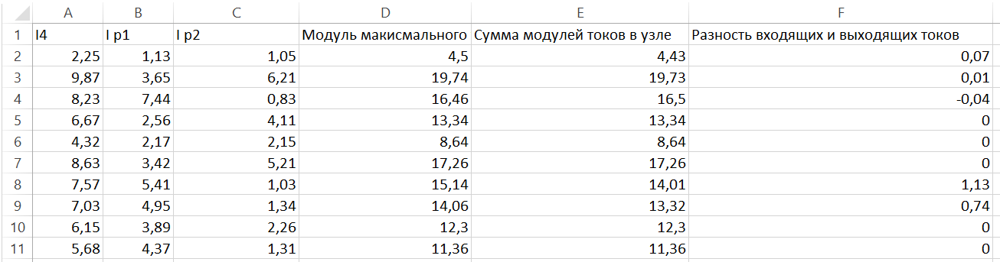 A B C D E F
1 I4 I р1 I р2 Модуль макисмального Сумма модулей токов в узле Разность входящих и выходящих токов
2 2,25 1,13 1,05 4,5 4,43 0,07
3 9,87 3,65 6,21 19,74 19,73 0,01
4 8,23 7,44 0,83 16,46 16,5 -0,04
5 6,67 2,56 4,11 13,34 13,34 0
6 4,32 2,17 2,15 8,64 8,64 0
7 8,63 3,42 5,21 17,26 17,26 0
8 7,57 5,41 1,03 15,14 14,01 1,13
9 7,03 4,95 1,34 14,06 13,32 0,74
10 6,15 3,89 2,26 12,3 12,3 0
11 5,68 4,37 1,31 11,36 11,36 0